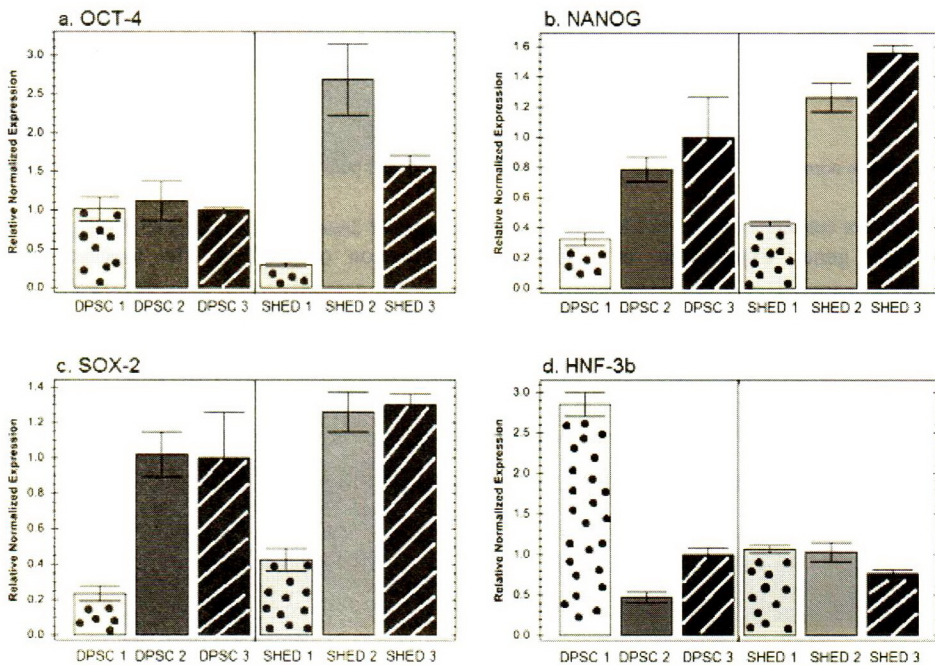 a. OCT-4
Relative Normalized Expression
3.0
2.5
2.0
1.5
1.0
0.5
0.0
DPSC 1 DPSC 2 DPSC 3 SHED 1 SHED 2 SHED 3
b. NANOG
Relative Normalized Expression
1.6
1.4
1.2
1.0
0.8
0.6
0.4
0.2
0.0
DPSC 1 DPSC 2 DPSC 3 SHED 1 SHED 2 SHED 3
c. SOX-2
Relative Normalized Expression
1.4
1.2
1.0
0.8
0.6
0.4
0.2
0.0
DPSC 1 DPSC 2 DPSC 3 SHED 1 SHED 2 SHED 3
d. HNF-3b
Relative Normalized Expression
3.0
2.5
2.0
1.5
1.0
0.5
0.0
DPSC 1 DPSC 2 DPSC 3 SHED 1 SHED 2 SHED 3